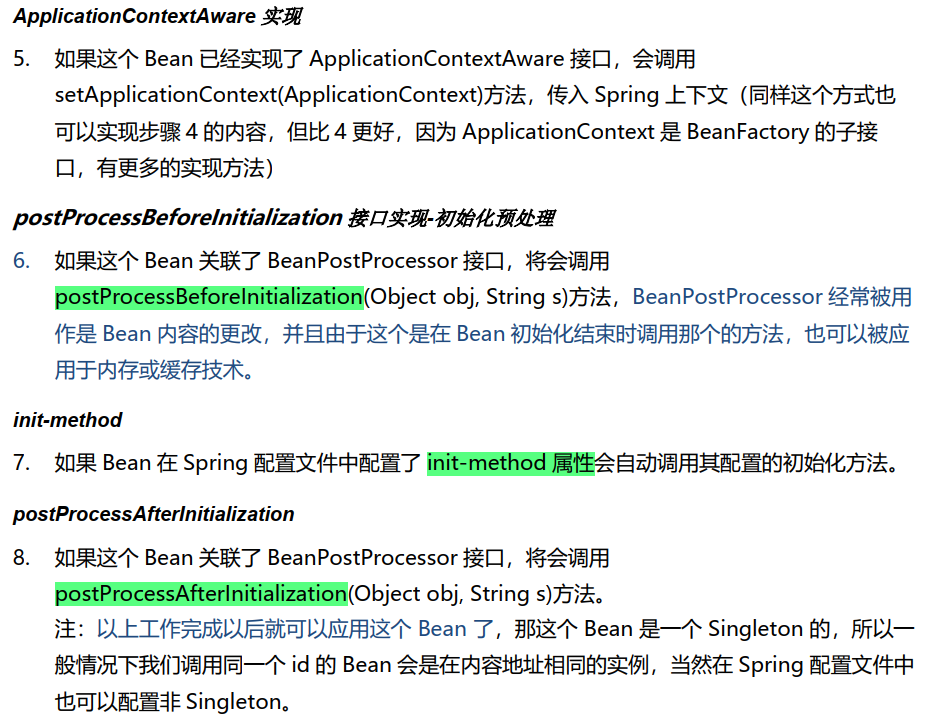 ApplicationContextAware 实现
5. 如果这个 Bean 已经实现了 ApplicationContextAware 接口，会调用
setApplicationContext(ApplicationContext)方法，传入 Spring 上下文（同样这个方式也
可以实现步骤 4 的内容，但比 4 更好，因为 ApplicationContext 是 BeanFactory 的子接
口，有更多的实现方法）
postProcessBeforeInitialization 接口实现-初始化预处理
6. 如果这个 Bean 关联了 BeanPostProcessor 接口，将会调用
postProcessBeforeInitialization(Object obj, String s)方法，BeanPostProcessor 经常被用
作是 Bean 内容的更改，并且由于这个是在 Bean 初始化结束时调用那个的方法，也可以被应
用于内存或缓存技术。
init-method
7. 如果 Bean 在 Spring 配置文件中配置了 init-method 属性会自动调用其配置的初始化方法。
postProcessAfterInitialization
8. 如果这个 Bean 关联了 BeanPostProcessor 接口，将会调用
postProcessAfterInitialization(Object obj, String s)方法。
注：以上工作完成以后就可以应用这个 Bean 了，那这个 Bean 是一个 Singleton 的，所以一
般情况下我们调用同一个 id 的 Bean 会是在内容地址相同的实例，当然在 Spring 配置文件中
也可以配置非 Singleton。